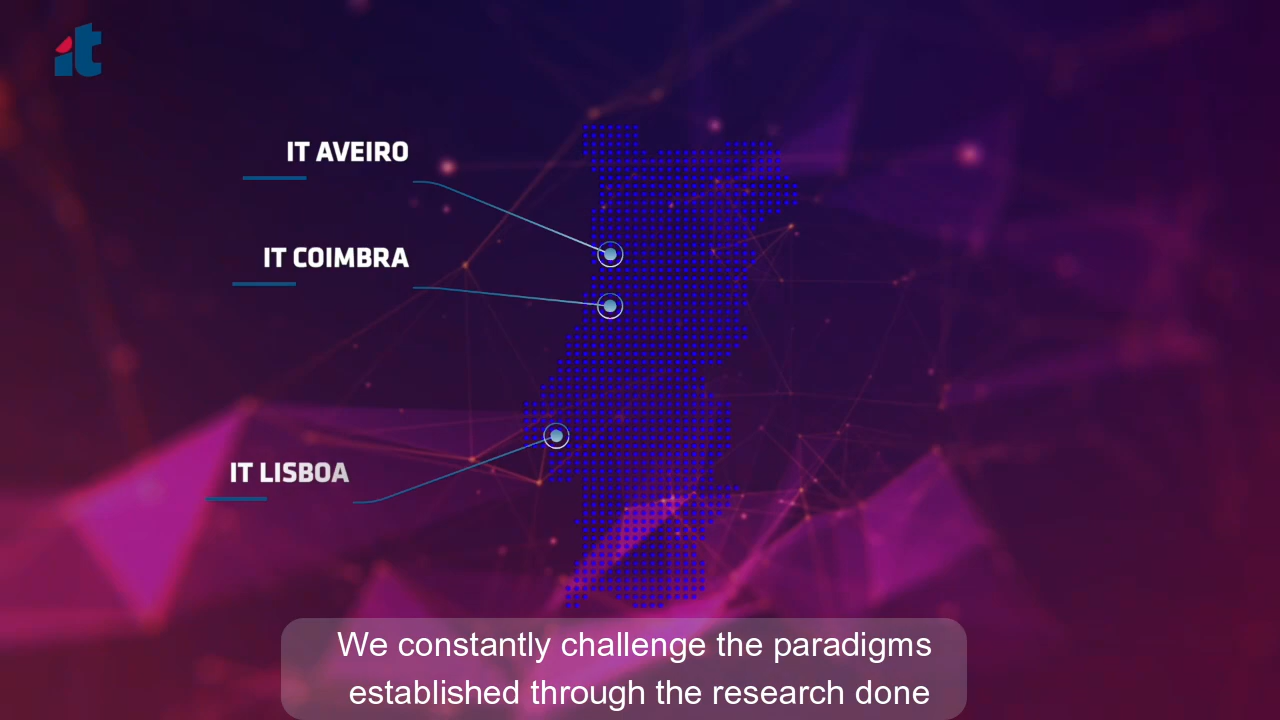 it
IT AVEIRO
IT COIMBRA
IT LISBOA
We constantly challenge the paradigms
established through the research done